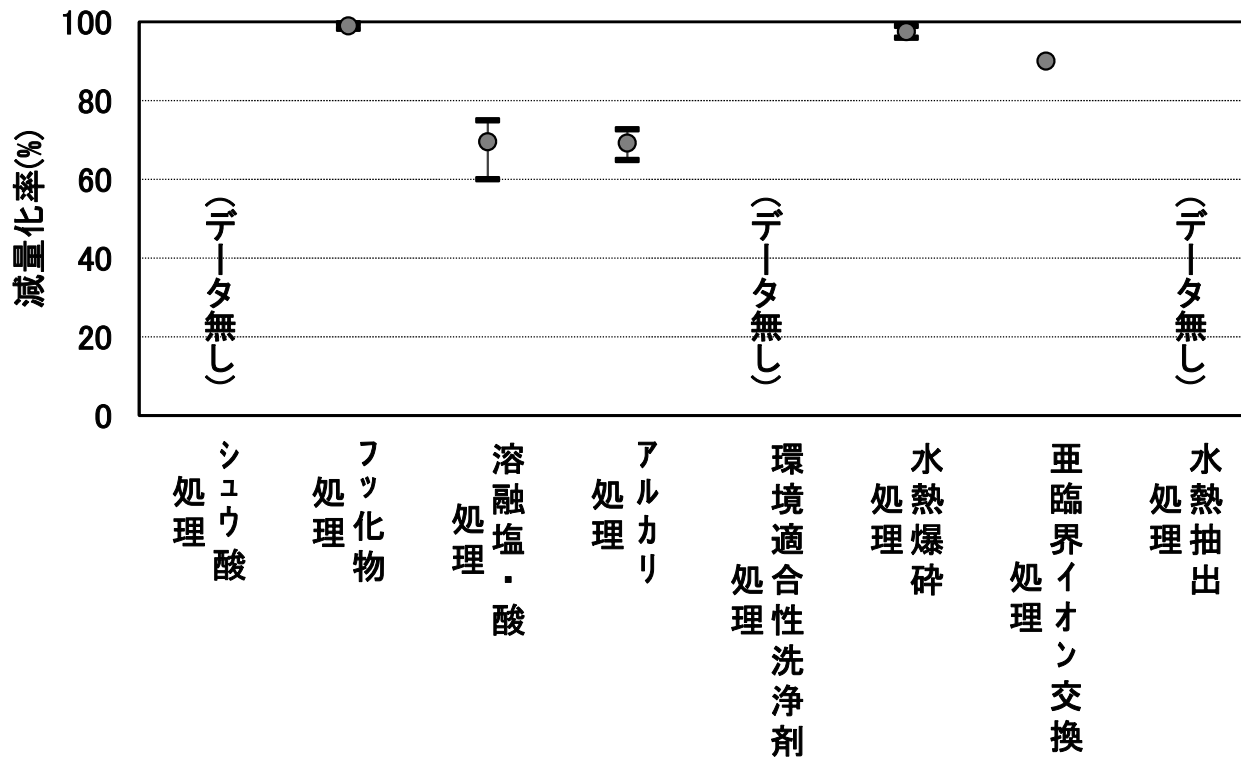 減量化率(%)
100
80
60
40
20
0
（データ無し）
（データ無し）
（データ無し）
シュウ酸
処理
フッ化物
処理
溶融塩・酸
処理
アルカリ
処理
環境適合性洗浄剤
処理
水熱爆砕
処理
亜臨界イオン交換
処理
水熱抽出
処理